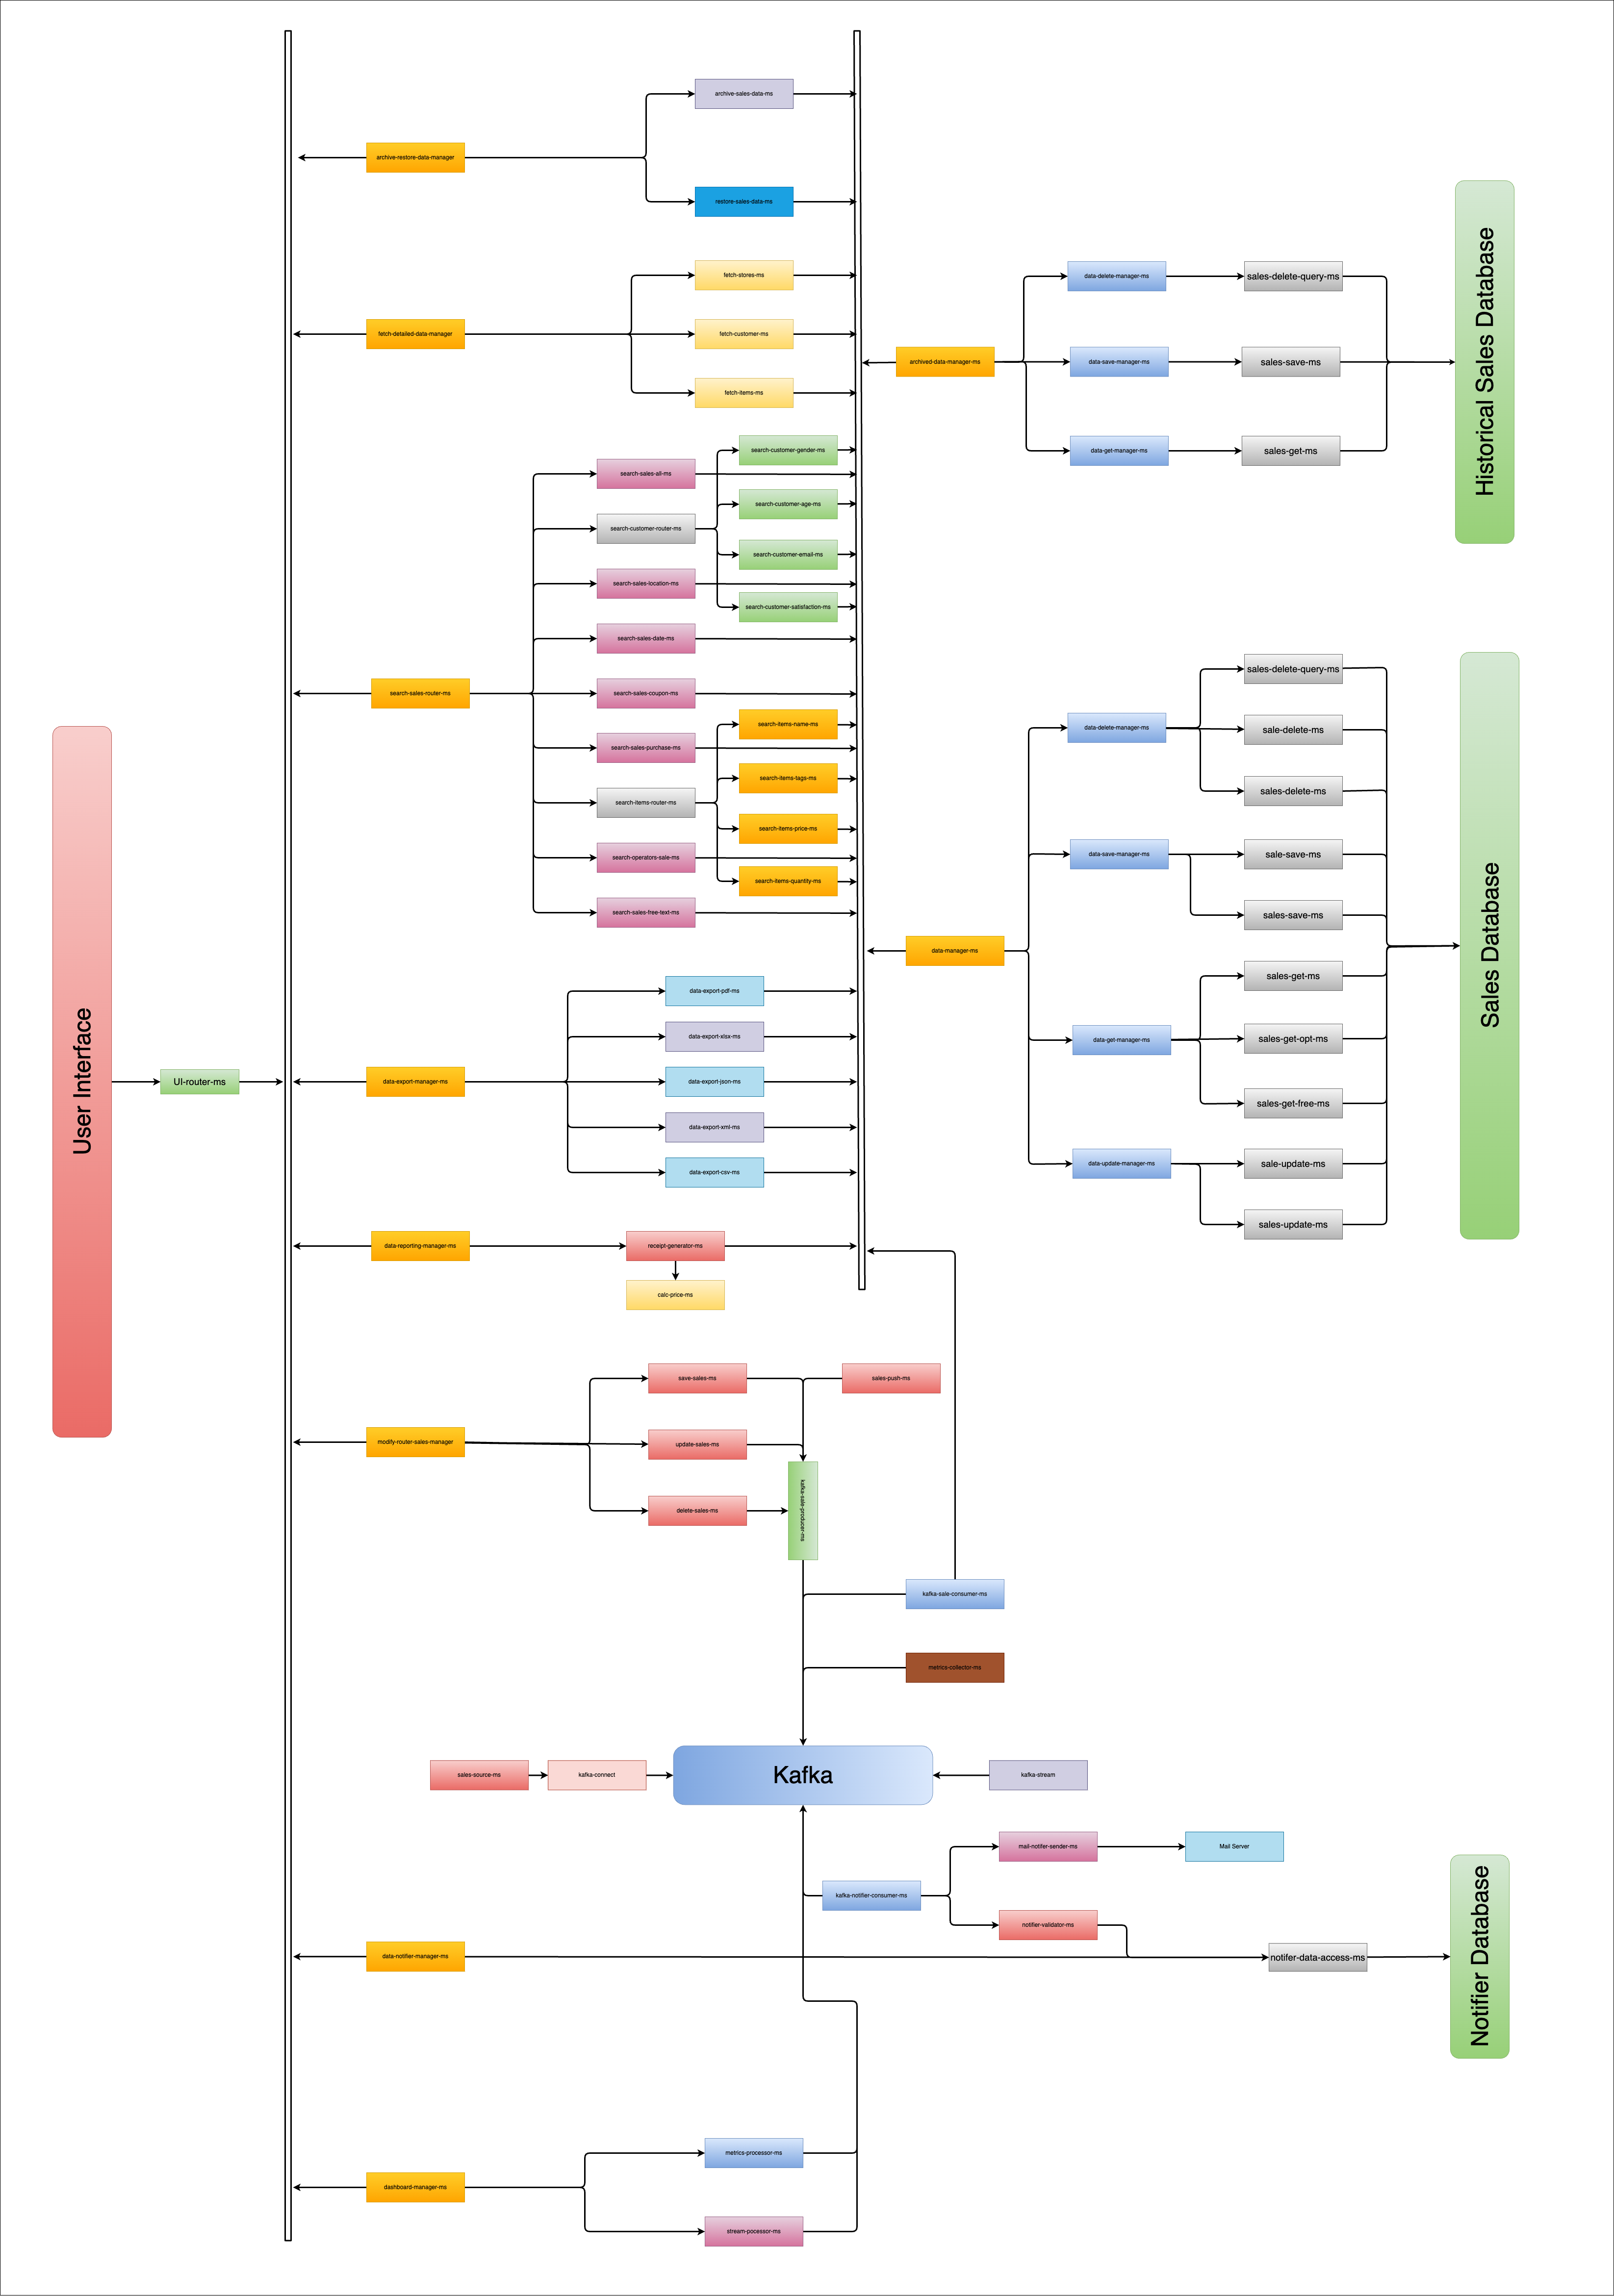 User Interface
UI-router-ms
archive-restore-data-manager
archive-sales-data-ms
restore-sales-data-ms
fetch-detailed-data-manager
fetch-stores-ms
fetch-customer-ms
fetch-items-ms
search-sales-router-ms
search-sales-all-ms
search-customer-router-ms
search-sales-location-ms
search-sales-date-ms
search-sales-coupon-ms
search-sales-purchase-ms
search-items-router-ms
search-operators-sale-ms
search-sales-free-text-ms
search-customer-gender-ms
search-customer-age-ms
search-customer-email-ms
search-customer-satisfaction-ms
search-items-name-ms
search-items-tags-ms
search-items-price-ms
search-items-quantity-ms
data-export-manager-ms
data-export-pdf-ms
data-export-xlsx-ms
data-export-json-ms
data-export-xml-ms
data-export-csv-ms
data-reporting-manager-ms
receipt-generator-ms
calc-price-ms
archived-data-manager-ms
data-delete-manager-ms
data-save-manager-ms
data-get-manager-ms
sales-delete-query-ms
sales-save-ms
sales-get-ms
Historical Sales Database
data-manager-ms
data-delete-manager-ms
data-save-manager-ms
data-get-manager-ms
data-update-manager-ms
sales-delete-query-ms
sale-delete-ms
sales-delete-ms
sale-save-ms
sales-save-ms
sales-get-ms
sales-get-opt-ms
sales-get-free-ms
sale-update-ms
sales-update-ms
Sales Database
modify-router-sales-manager
save-sales-ms
update-sales-ms
delete-sales-ms
sales-push-ms
kafka-sale-producer-ms
kafka-sale-consumer-ms
metrics-collector-ms
sales-source-ms
kafka-connect
Kafka
kafka-stream
kafka-notifier-consumer-ms
mail-notifer-sender-ms
Mail Server
notifier-validator-ms
data-notifier-manager-ms
notifer-data-access-ms
Notifier Database
dashboard-manager-ms
metrics-processor-ms
stream-pocessor-ms